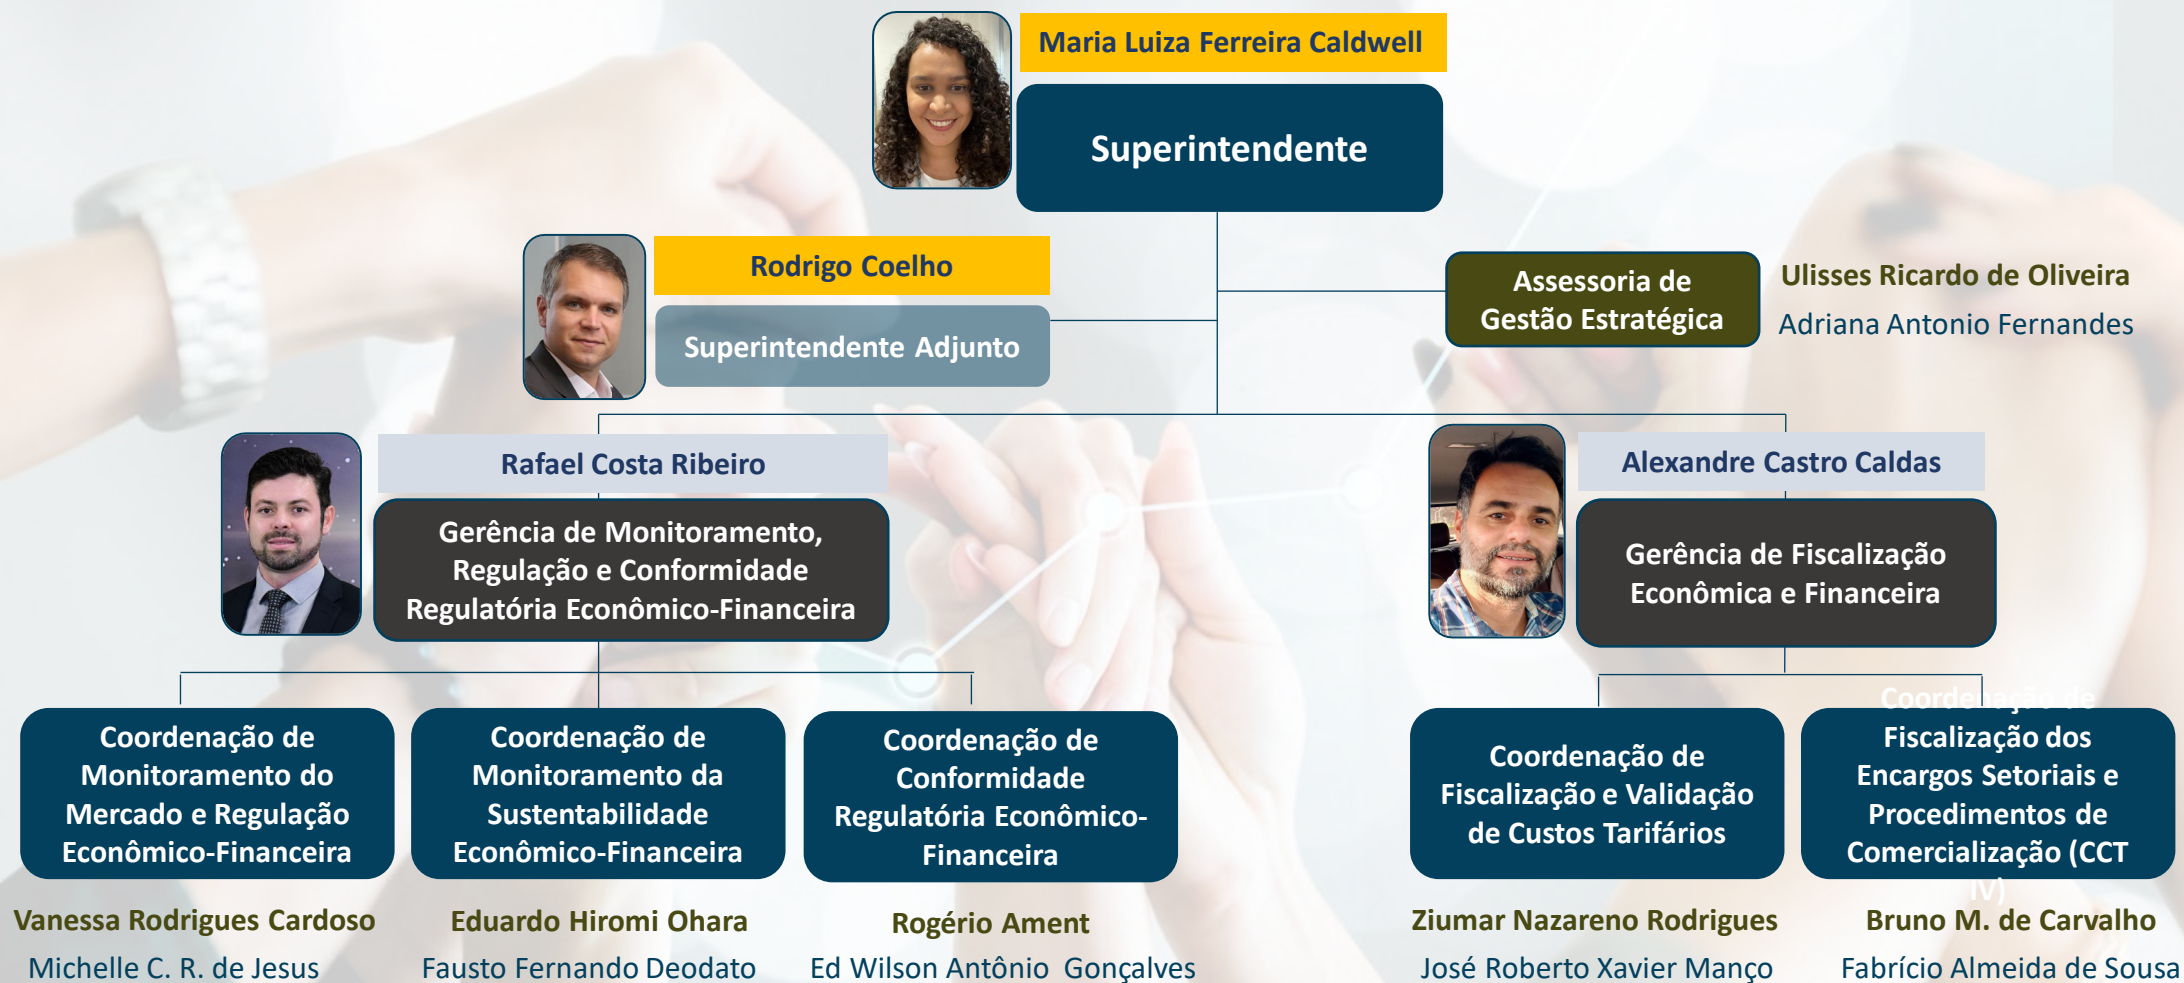 Maria Luiza Ferreira Caldwell
Superintendente
Rodrigo Coelho
Superintendente Adjunto
Assessoria de
Gestão Estratégica
Ulisses Ricardo de Oliveira
Adriana Antonio Fernandes
Rafael Costa Ribeiro
Gerência de Monitoramento,
Regulação e Conformidade
Regulatória Econômico-Financeira
Alexandre Castro Caldas
Gerência de Fiscalização
Econômica e Financeira
Coordenação de
Monitoramento do
Mercado e Regulação
Econômico-Financeira
Vanessa Rodrigues Cardoso
Michelle C. R. de Jesus
Coordenação de
Monitoramento da
Sustentabilidade
Econômico-Financeira
Eduardo Hiromi Ohara
Fausto Fernando Deodato
Coordenação de
Conformidade
Regulatória Econômico-
Financeira
Rogério Ament
Ed Wilson Antônio Gonçalves
Coordenação de
Fiscalização e Validação
de Custos Tarifários
Ziumar Nazareno Rodrigues
José Roberto Xavier Manço
Coordenação de
Fiscalização dos
Encargos Setoriais e
Procedimentos de
Comercialização (CCT
IV)
Bruno M. de Carvalho
Fabrício Almeida de Sousa